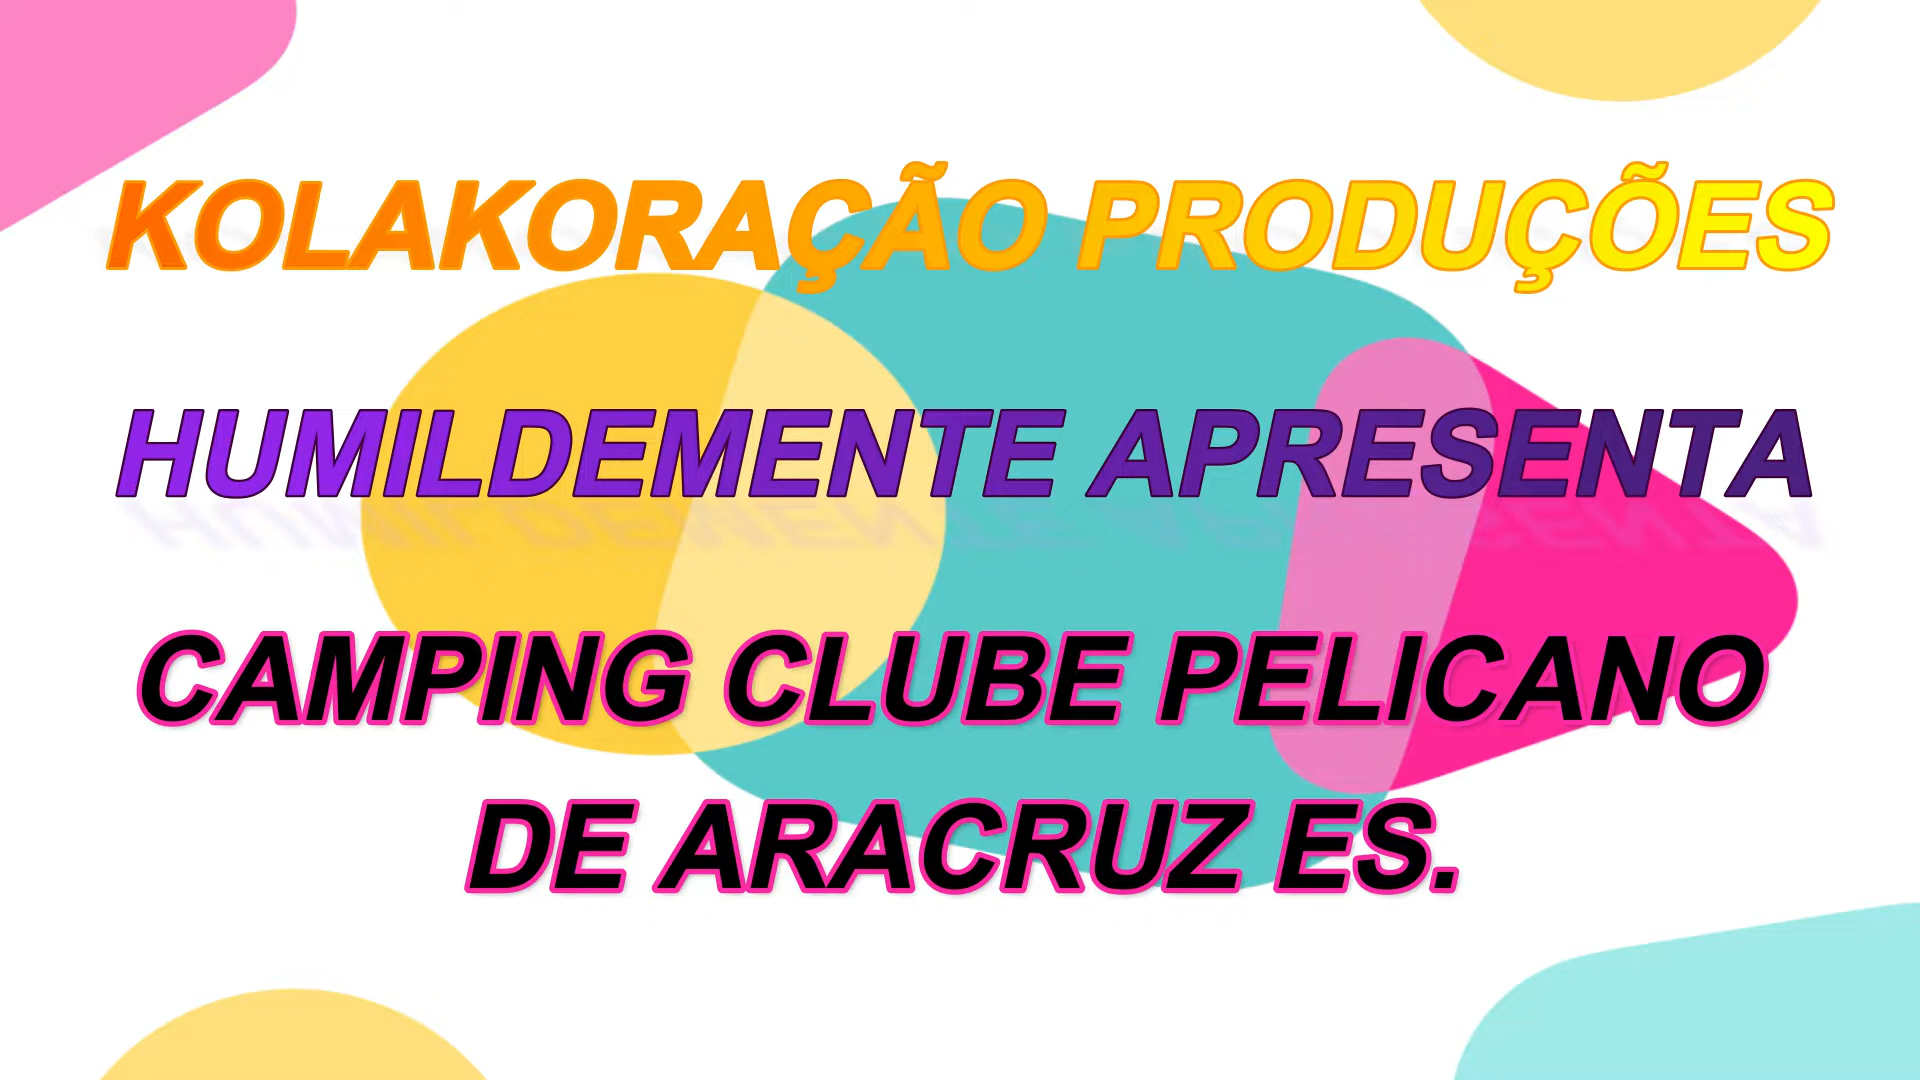 KOLAKORAÇÃO PRODUÇÕES
HUMILDEMENTE APRESENTA
CAMPING CLUBE PELICANO
DE ARACRUZ ES.